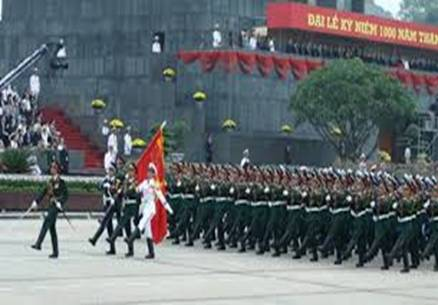 ĐẠI LỄ KỶ NIỆM 1000 NĂM THĂN